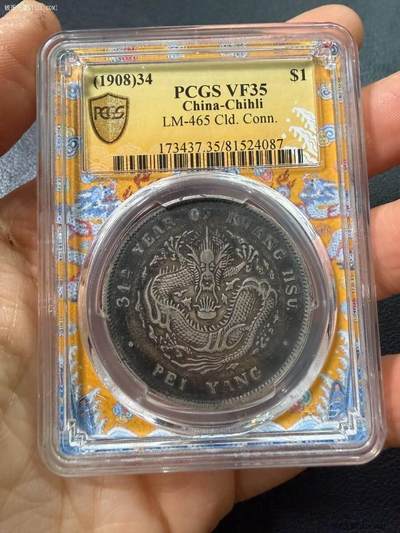 (1908)34 $1
PCGS VF35
China-Chihli
LM-465 Cld. Conn.
PCGS
173437.35/81524087
34TH YEAR OF KUANG HSU
PEI YANG